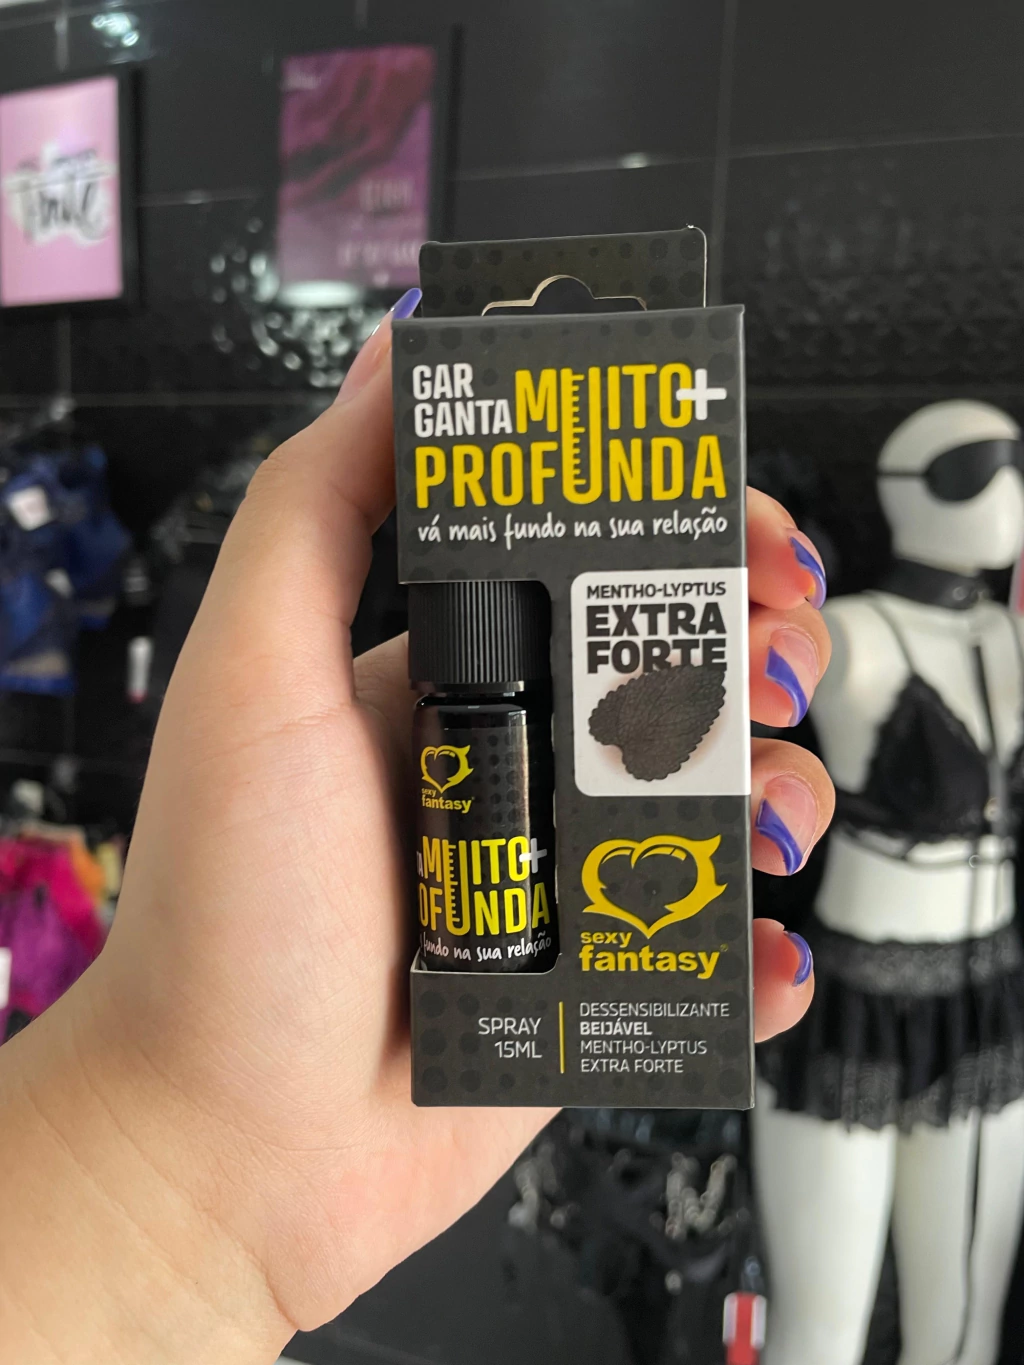 GAR
GANTA MUITO+
PROFUNDA
vá mais fundo na sua relação
MENTHO-LYPTUS
EXTRA
FORTE
sexy
fantasy
MUITO+
OFUNDA
fundo na sua relação
sexy
fantasy®
SPRAY
15ML
DESSENSIBILIZANTE
BEIJÁVEL
MENTHO-LYPTUS
EXTRA FORTE